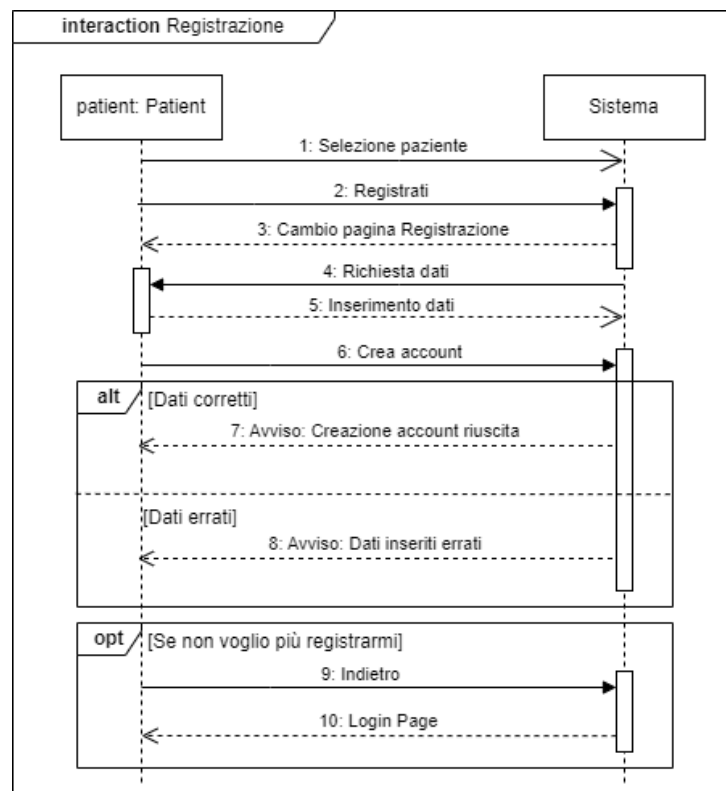 interaction Registrazione
patient: Patient
Sistema
1: Selezione paziente
2: Registrati
3: Cambio pagina Registrazione
4: Richiesta dati
5: Inserimento dati
6: Crea account
alt
[Dati corretti]
7: Avviso: Creazione account riuscita
[Dati errati]
8: Avviso: Dati inseriti errati
opt
[Se non voglio più registrarmi]
9: Indietro
10: Login Page